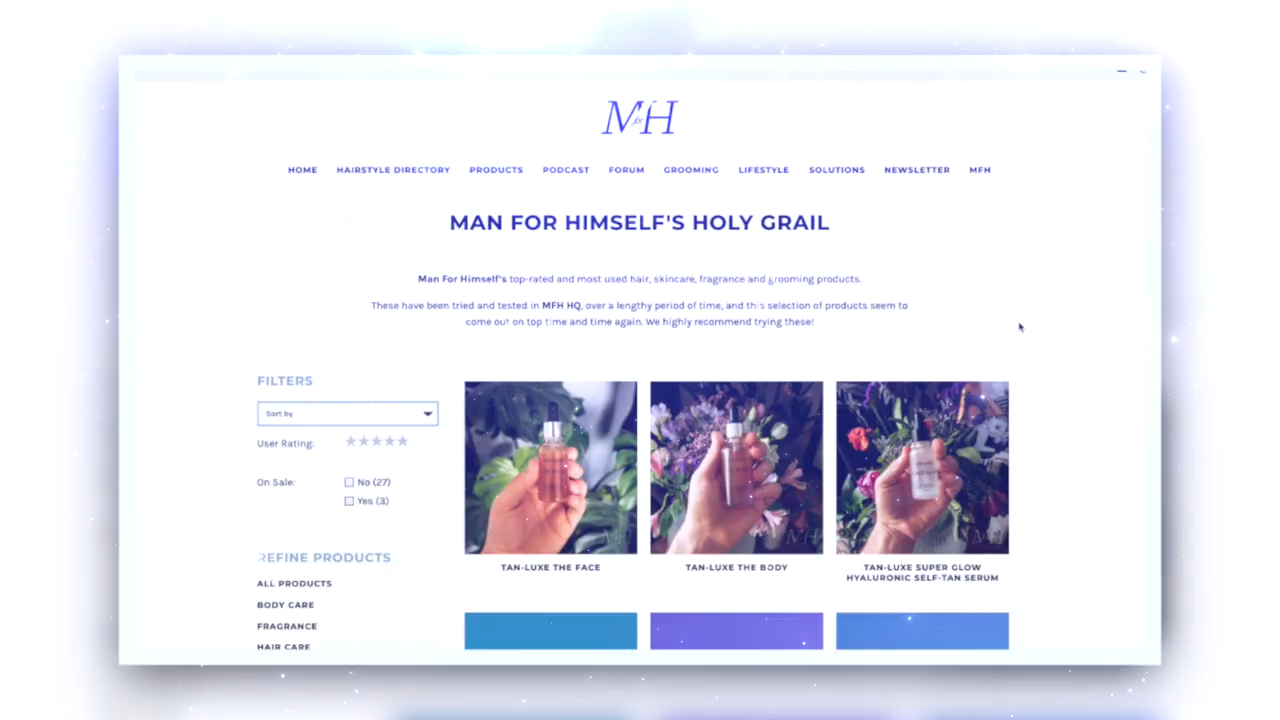 M for H
HOME HAIRSTYLE DIRECTORY PRODUCTS PODCAST FORUM GROOMING LIFESTYLE SOLUTIONS NEWSLETTER MFH
MAN FOR HIMSELF'S HOLY GRAIL
Man For Himself's top-rated and most used hair, skincare, fragrance and grooming products.
These have been tried and tested in MFH HQ, over a lengthy period of time, and this selection of products seem to
come out on top time and time again. We highly recommend trying these!
FILTERS
Sort by
User Rating:
On Sale:
No (27)
Yes (3)
REFINE PRODUCTS
ALL PRODUCTS
BODY CARE
FRAGRANCE
HAIR CARE
TAN-LUXE THE FACE
TAN-LUXE THE BODY
TAN-LUXE SUPER GLOW
HYALURONIC SELF-TAN SERUM